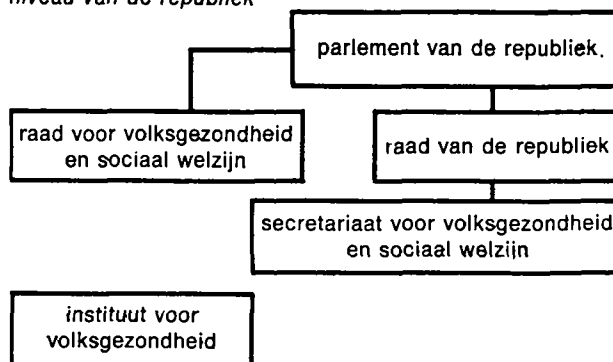 niveau van de republiek
parlement van de republiek.
raad voor volksgezondheid
en sociaal welzijn
raad van de republiek
secretariaat voor volksgezondheid
en sociaal welzijn
instituut voor
volksgezondheid